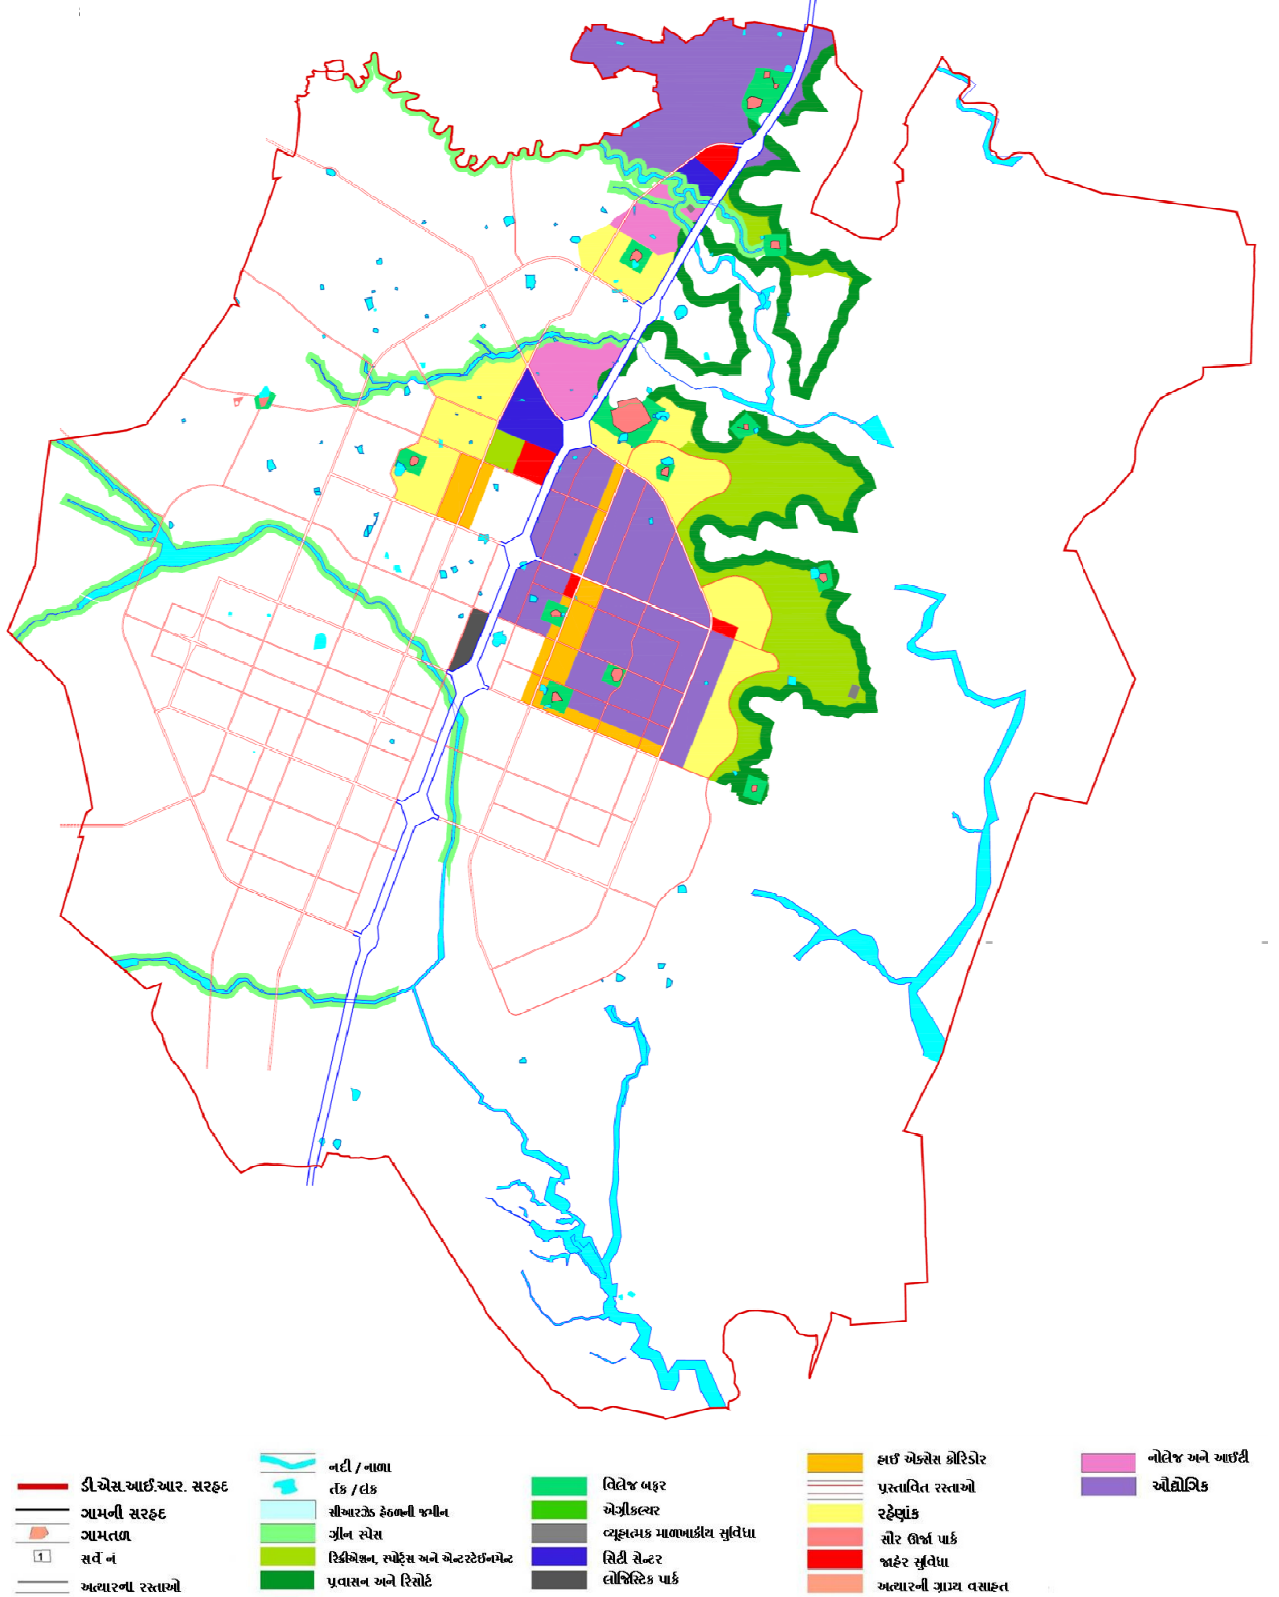 ડી.એસ.આઈ.આર. સરહદ
ગામની સરહદ
ગામતળ
1 સર્વે નં
અત્યારના રસ્તાઓ
નદી / નાળા
તેંક / લેક
સીઆરઝેડ હેઠળની જમીન
ગ્રીન સ્પેસ
રિક્રીએશન, સ્પોર્ટ્સ અને એન્ટરટેઈનમેન્ટ
પ્રવાસન અને રિસોર્ટ
વિલેજ બફર
એગ્રીકલ્ચર
વ્યૂહાત્મક માળખાકીય સુવિધા
સિટી સેન્ટર
લોજિસ્ટિક પાર્ક
હાઈ એક્સેસ કોરિડોર
પ્રસ્તાવિત રસ્તાઓ
રહેણાંક
સૌર ઊર્જા પાર્ક
જાહેર સુવિધા
અત્યારની ગ્રામ્ય વસાહત
નોલેજ અને આઈટી
ઔદ્યોગિક